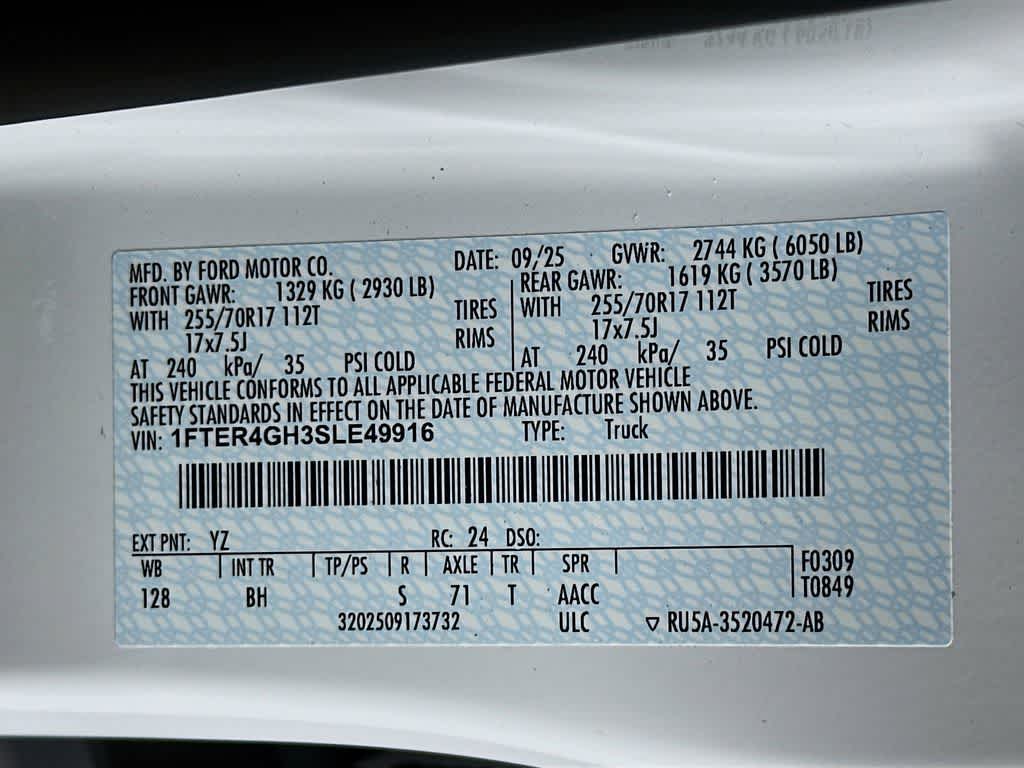 MFD. BY FORD MOTOR CO. DATE: 09/25 GVWR: 2744 KG ( 6050 LB)
FRONT GAWR: 1329 KG ( 2930 LB) REAR GAWR: 1619 KG ( 3570 LB)
WITH 255/70R17 112T TIRES WITH 255/70R17 112T TIRES
17x7.5J RIMS 17x7.5J RIMS
AT 240 kPa/ 35 PSI COLD AT 240 kPa/ 35 PSI COLD
THIS VEHICLE CONFORMS TO ALL APPLICABLE FEDERAL MOTOR VEHICLE
SAFETY STANDARDS IN EFFECT ON THE DATE OF MANUFACTURE SHOWN ABOVE.
VIN: 1FTER4GH3SLE49916 TYPE: Truck
EXT PNT: YZ RC: 24 DSO:
WB INT TR TP/PS R AXLE TR SPR F0309
128 BH S 71 T AACC T0849
3202509173732 ULC ▽ RU5A-3520472-AB